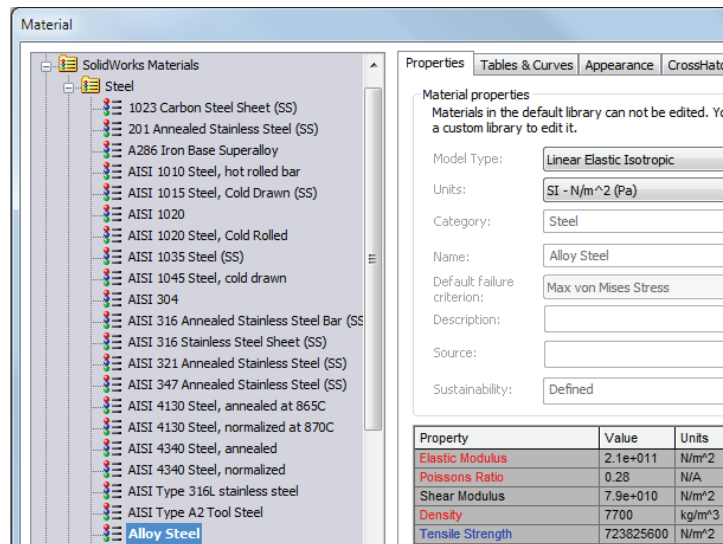 Material
SolidWorks Materials
Steel
1023 Carbon Steel Sheet (SS)
201 Annealed Stainless Steel (SS)
A286 Iron Base Superalloy
AISI 1010 Steel, hot rolled bar
AISI 1015 Steel, Cold Drawn (SS)
AISI 1020
AISI 1020 Steel, Cold Rolled
AISI 1035 Steel (SS)
AISI 1045 Steel, cold drawn
AISI 304
AISI 316 Annealed Stainless Steel Bar (SS
AISI 316 Stainless Steel Sheet (SS)
AISI 321 Annealed Stainless Steel (SS)
AISI 347 Annealed Stainless Steel (SS)
AISI 4130 Steel, annealed at 865C
AISI 4130 Steel, normalized at 870C
AISI 4340 Steel, annealed
AISI 4340 Steel, normalized
AISI Type 316L stainless steel
AISI Type A2 Tool Steel
Alloy Steel
Properties Tables & Curves Appearance CrossHatc
Material properties
Materials in the default library can not be edited. Yo
a custom library to edit it.
Model Type: Linear Elastic Isotropic
Units: SI - N/m^2 (Pa)
Category: Steel
Name: Alloy Steel
Default failure
criterion: Max von Mises Stress
Description:
Source:
Sustainability: Defined
Property Value Units
Elastic Modulus 2.1e+011 N/m^2
Poissons Ratio 0.28 N/A
Shear Modulus 7.9e+010 N/m^2
Density 7700 kg/m^3
Tensile Strength 723825600 N/m^2